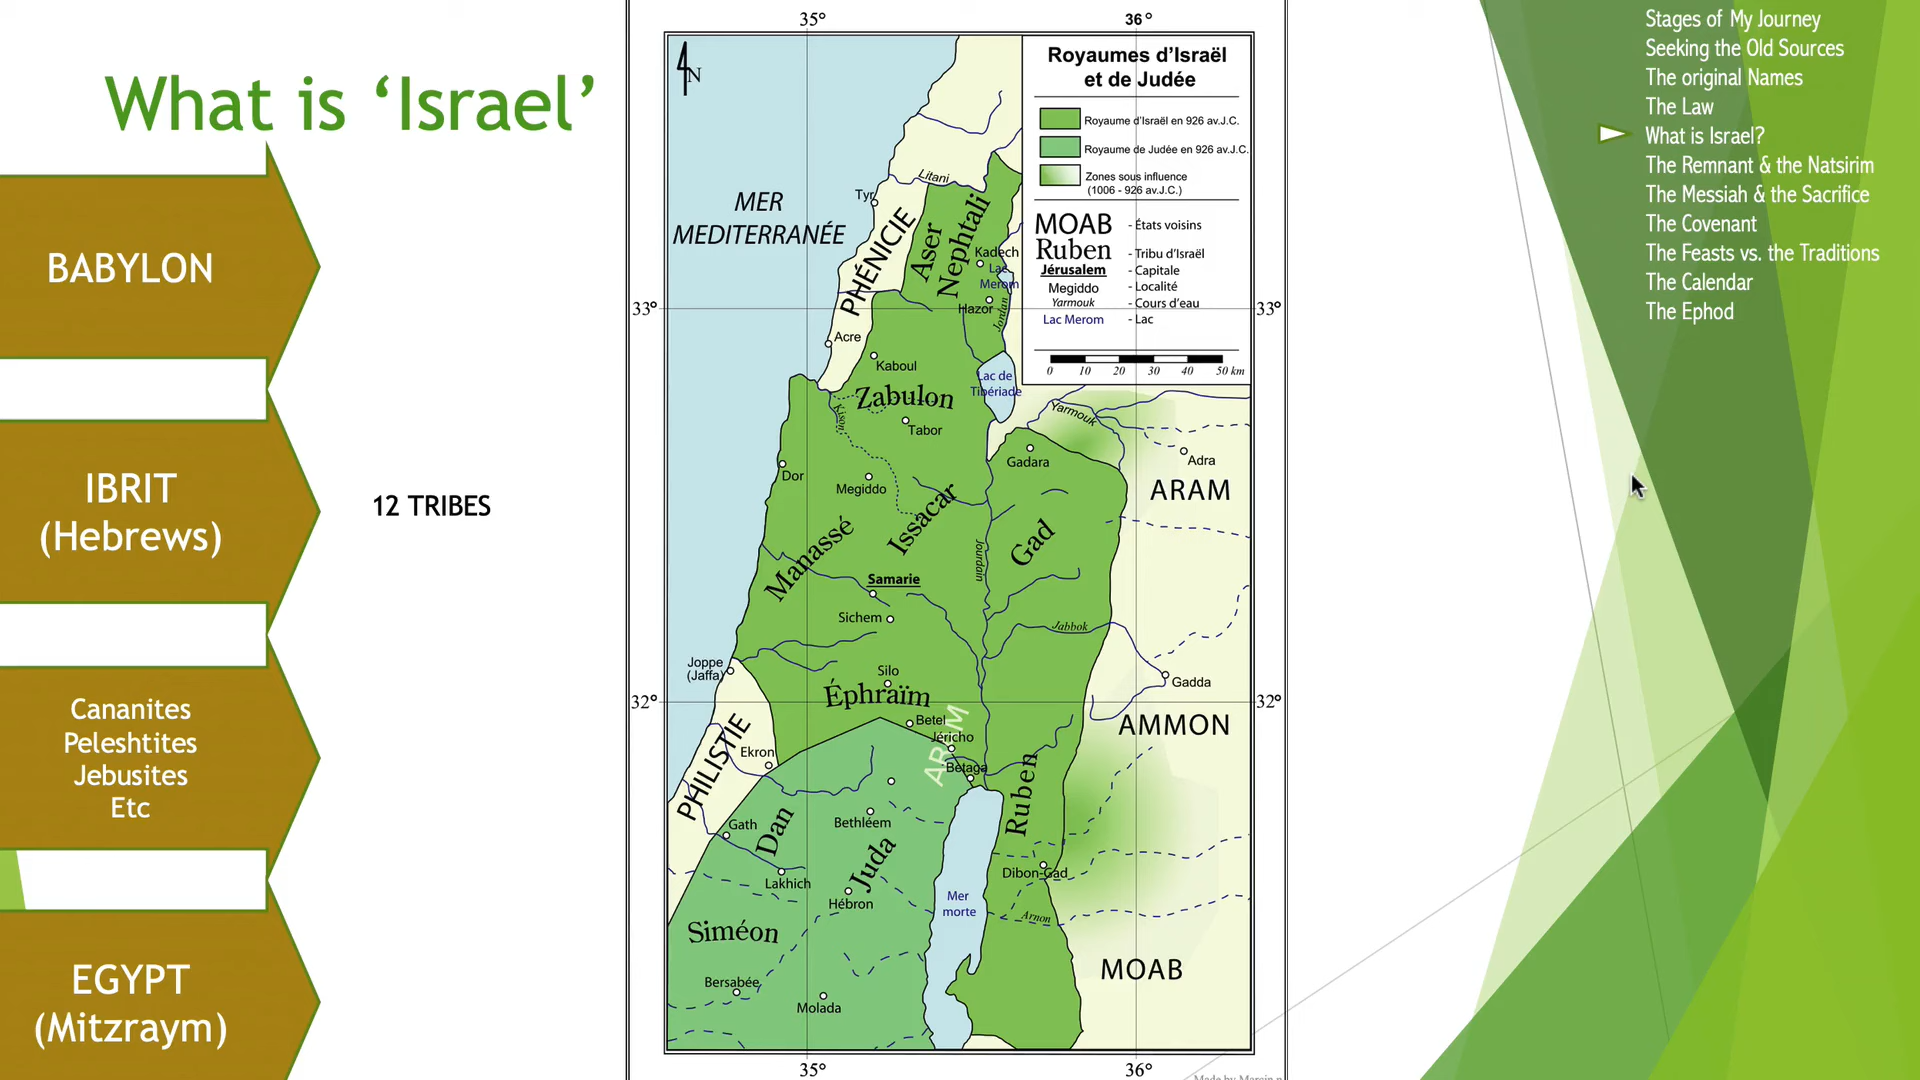 What is ‘Israel’
BABYLON
IBRIT
(Hebrews)
Cananites
Peleshtites
Jebusites
Etc
EGYPT
(Mitzraym)
12 TRIBES
35°
36°
N
Royaumes d’Israël
et de Judée
Royaume d’Israël en 926 av.J.C.
Royaume de Judée en 926 av.J.C.
Zones sous influence
(1006 - 926 av.J.C.)
MOAB - États voisins
Ruben - Tribu d’Israël
Jérusalem - Capitale
Megiddo - Localité
Yarmouk - Cours d’eau
Lac Merom - Lac
0 10 20 30 40 50 km
MER
MEDITERRANÉE
Tyr
Litani
PHÉNICIE
Aser
Nephtali
Kadech
Lac
Merom
Hazor
Jordan
33°
33°
Acre
Kaboul
Lac de
Tibériade
Zabulon
Kison
Tabor
Yarmouk
Dor
Megiddo
Gadara
Adra
ARAM
Issacar
Manassé
Gad
Jourdain
Samarie
Sichem
Jabbok
Joppe
(Jaffa)
Silo
Éphraïm
Gadda
32°
32°
Betel
AMMON
ARAM
Jéricho
Betaga
Ekron
PHILISTIE
Ruben
Gath
Dan
Bethléem
Juda
Lakhich
Hébron
Dibon-Gad
Mer
morte
Arnon
Siméon
MOAB
Bersabée
Molada
35°
36°
Made by Marcin n
Stages of My Journey
Seeking the Old Sources
The original Names
The Law
What is Israel?
The Remnant & the Natsirim
The Messiah & the Sacrifice
The Covenant
The Feasts vs. the Traditions
The Calendar
The Ephod